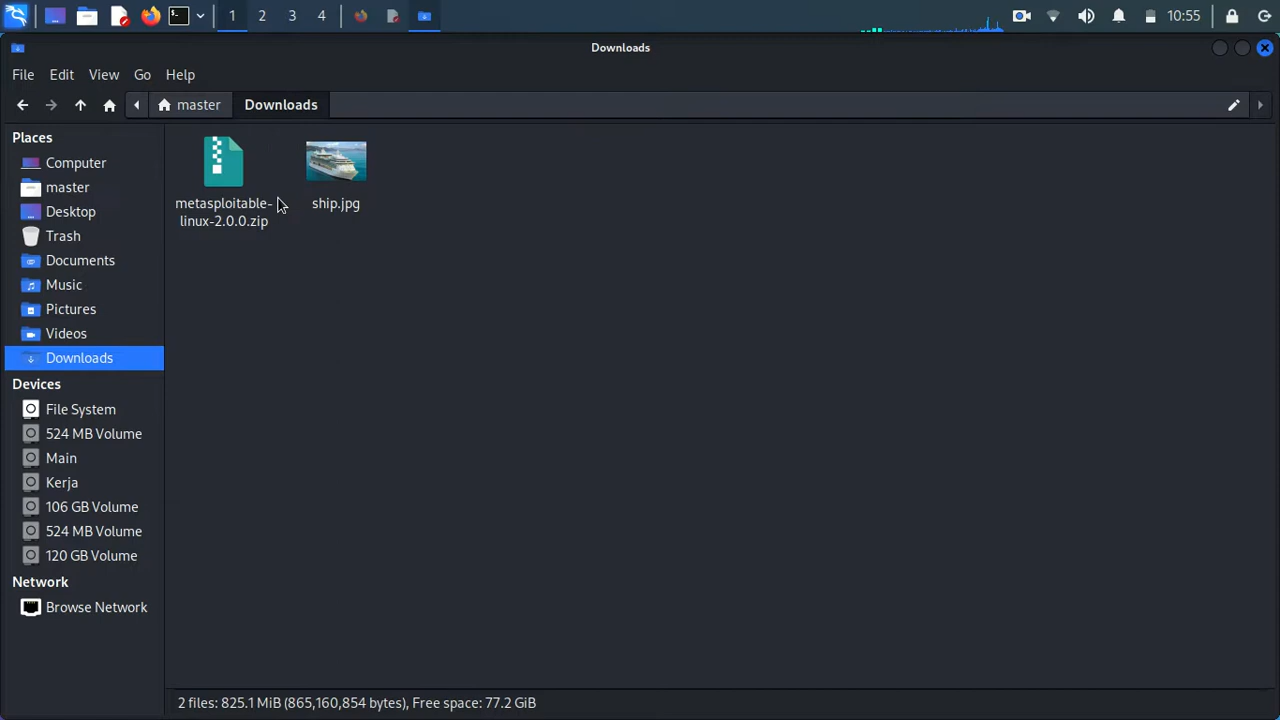 1
2
3
4
10:55
Downloads
File
Edit
View
Go
Help
master
Downloads
Places
Computer
master
Desktop
Trash
Documents
Music
Pictures
Videos
Downloads
Devices
File System
524 MB Volume
Main
Kerja
106 GB Volume
524 MB Volume
120 GB Volume
Network
Browse Network
metasploitable-
linux-2.0.0.zip
ship.jpg
2 files: 825.1 MiB (865,160,854 bytes), Free space: 77.2 GiB